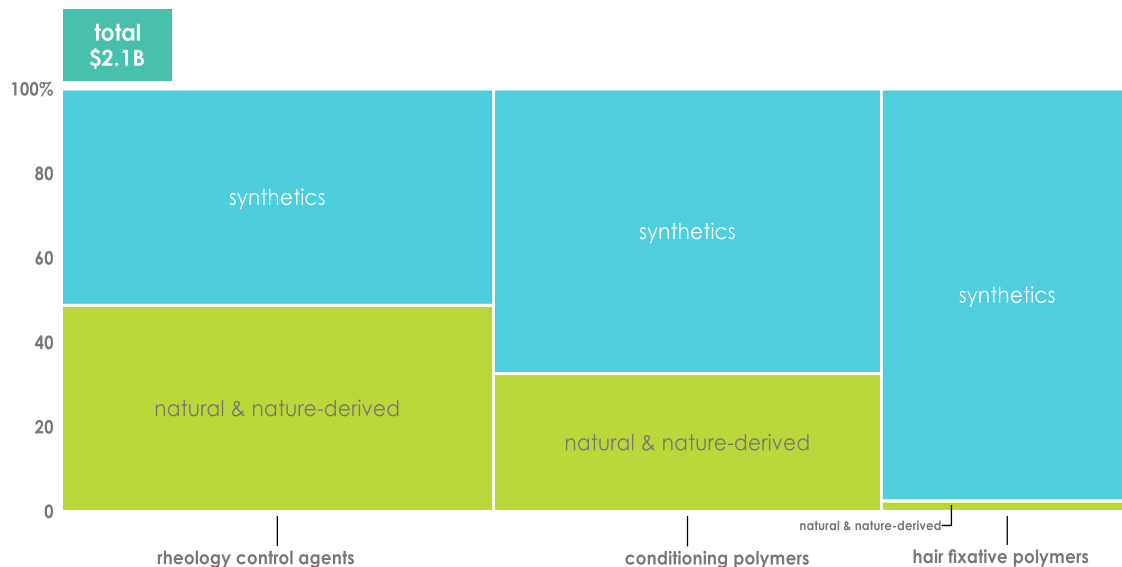 total
$2.1B
100%
80
60
40
20
0
synthetics
synthetics
synthetics
natural & nature-derived
natural & nature-derived
natural & nature-derived
rheology control agents
conditioning polymers
hair fixative polymers